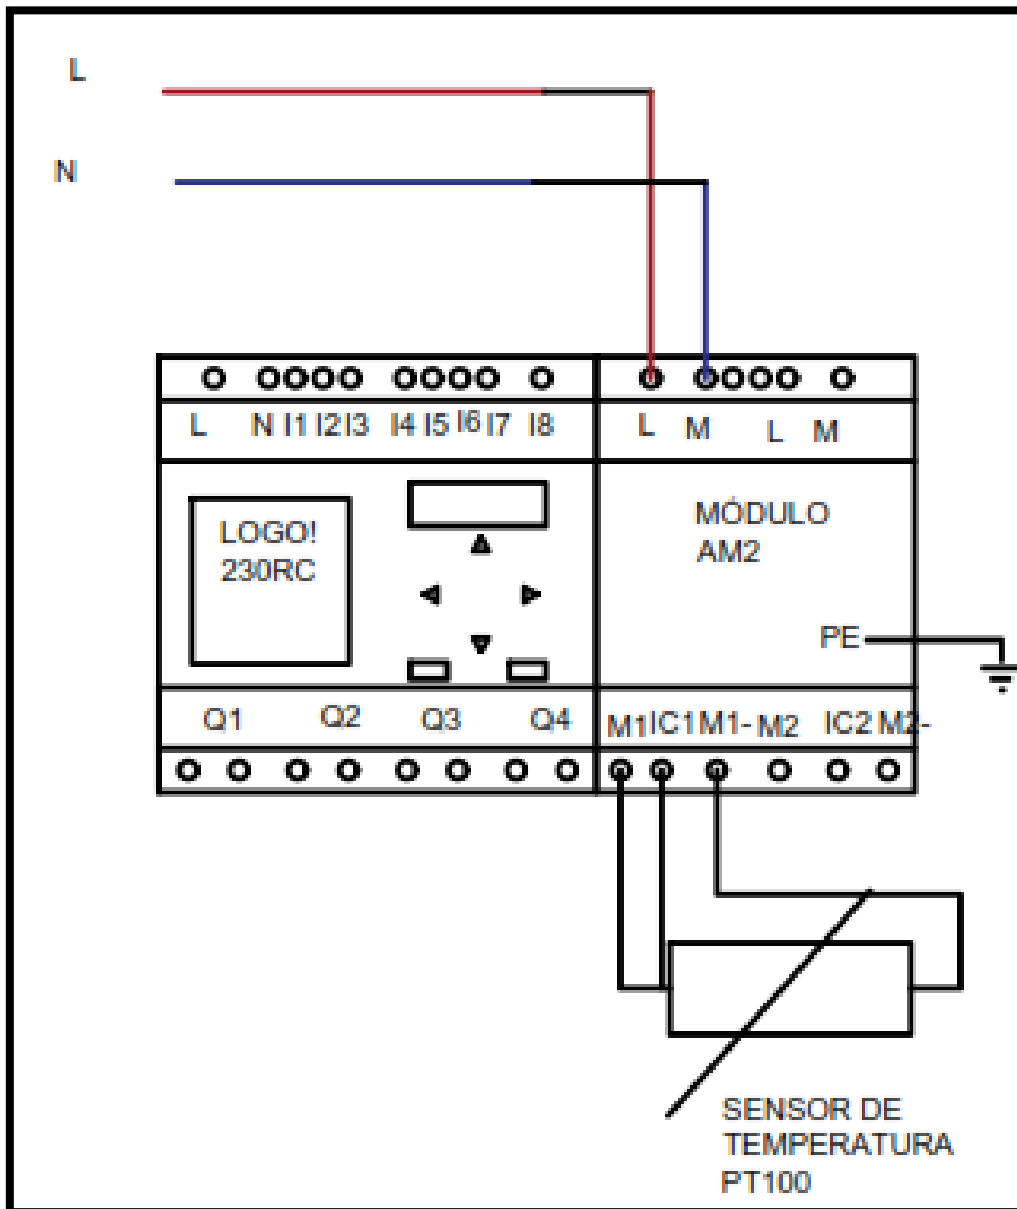 L
N
L N I1 I2 I3 I4 I5 I6 I7 I8
L M L M
LOGO!
230RC
MÓDULO
AM2
PE
Q1 Q2 Q3 Q4
M1 IC1 M1- M2 IC2 M2-
SENSOR DE
TEMPERATURA
PT100